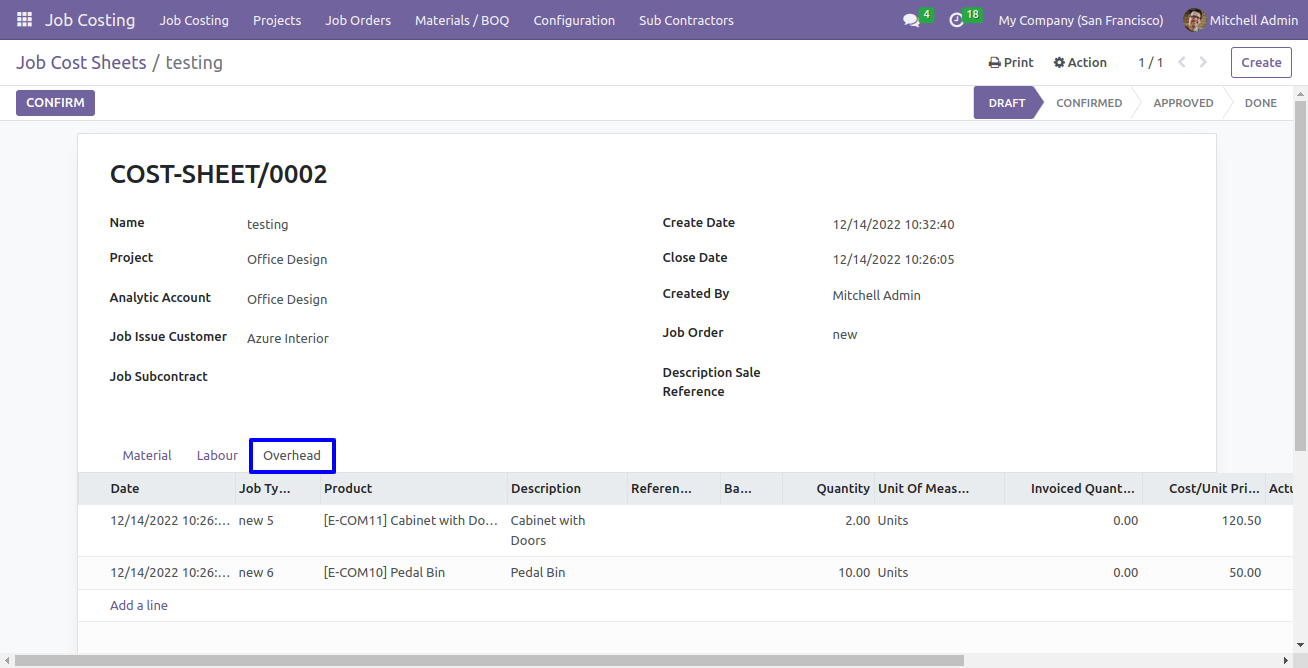 Job Costing Job Costing Projects Job Orders Materials / BOQ Configuration Sub Contractors 4 18 My Company (San Francisco) Mitchell Admin
Job Cost Sheets / testing Print Action 1 / 1 Create
CONFIRM DRAFT CONFIRMED APPROVED DONE
COST-SHEET/0002
Name testing Create Date 12/14/2022 10:32:40
Project Office Design Close Date 12/14/2022 10:26:05
Analytic Account Office Design Created By Mitchell Admin
Job Issue Customer Azure Interior Job Order new
Job Subcontract Description Sale
Reference
Material Labour Overhead
Date Job Ty... Product Description Referen... Ba... Quantity Unit Of Meas... Invoiced Quant... Cost/Unit Pri... Actu
12/14/2022 10:26:... new 5 [E-COM11] Cabinet with Do... Cabinet with 2.00 Units 0.00 120.50
Doors
12/14/2022 10:26:... new 6 [E-COM10] Pedal Bin Pedal Bin 10.00 Units 0.00 50.00
Add a line